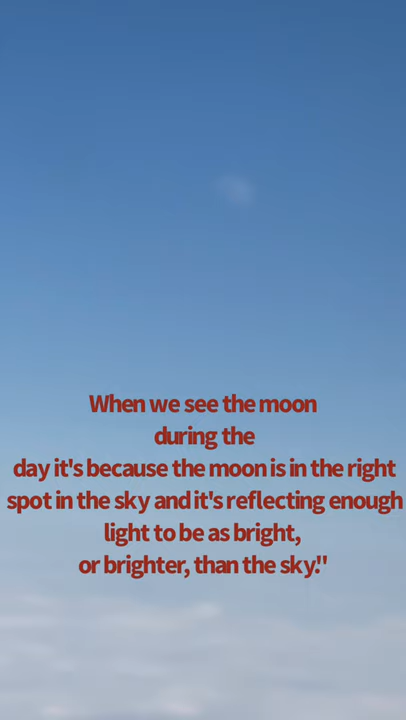 When we see the moon
during the
day it's because the moon is in the right
spot in the sky and it's reflecting enough
light to be as bright,
or brighter, than the sky."